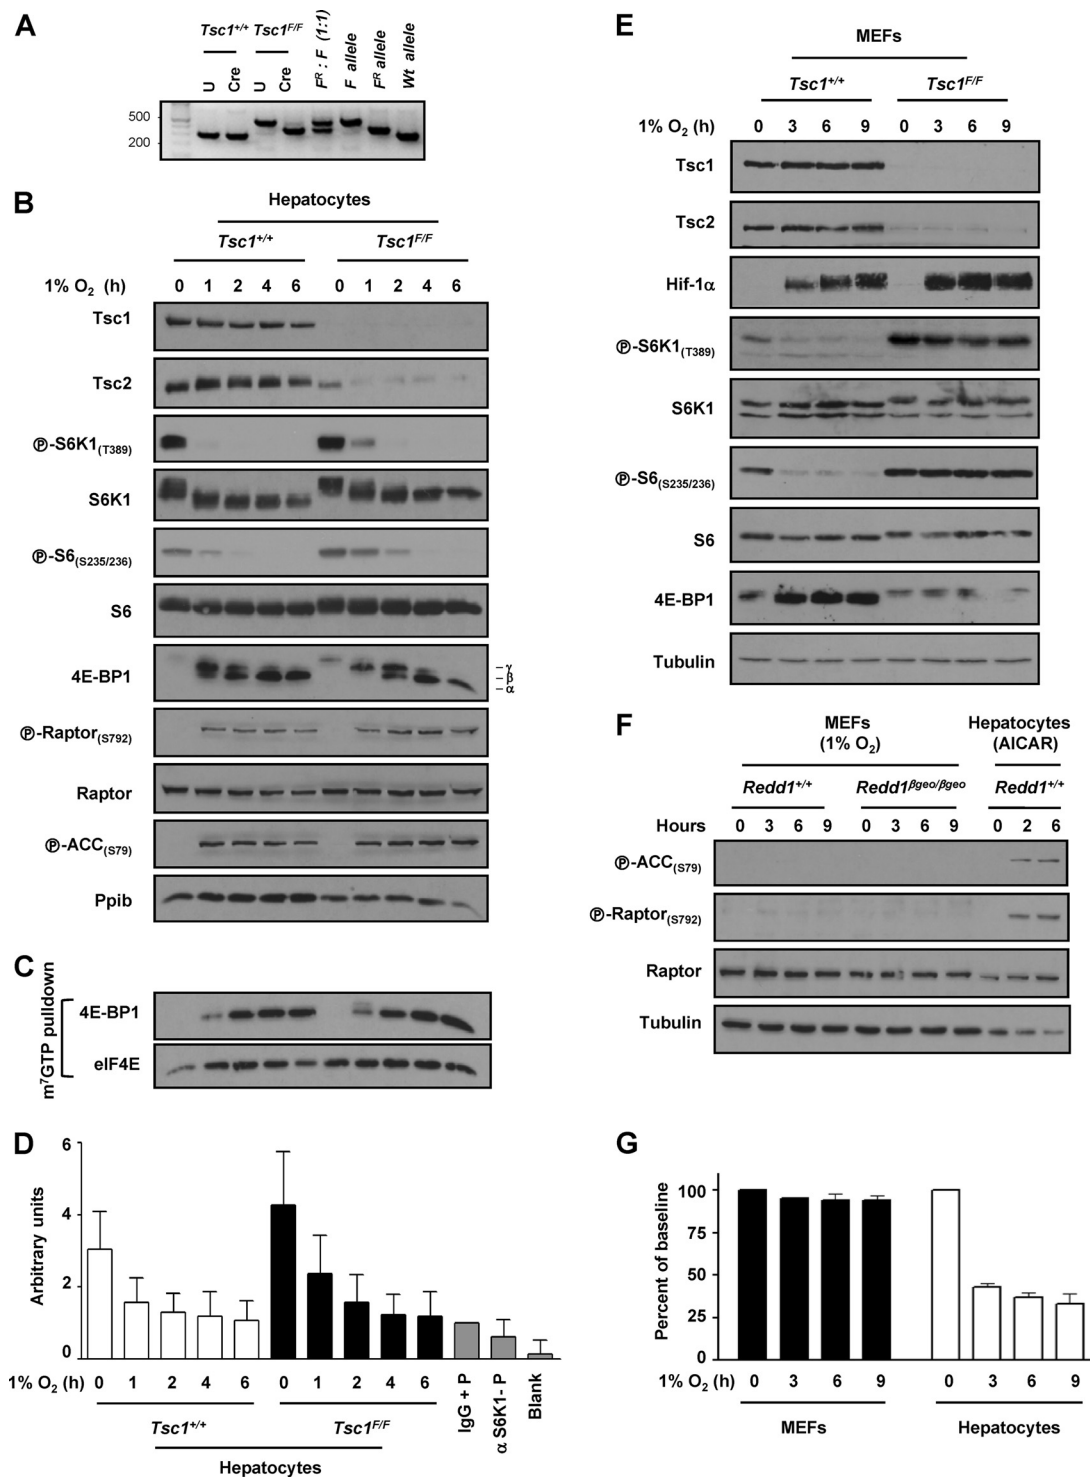 A
Tsc1+/+ Tsc1F/F
U Cre U Cre FR : F (1:1) F allele FR allele Wt allele
500
200
B
Hepatocytes
Tsc1+/+ Tsc1F/F
1% O2 (h) 0 1 2 4 6 0 1 2 4 6
Tsc1
Tsc2
Ⓟ-S6K1(T389)
S6K1
Ⓟ-S6(S235/236)
S6
4E-BP1
γ
β
α
Ⓟ-Raptor(S792)
Raptor
Ⓟ-ACC(S79)
Ppib
C
m7GTP pulldown
4E-BP1
eIF4E
D
Arbitrary units
6
4
2
0
1% O2 (h) 0 1 2 4 6 0 1 2 4 6 IgG + P α S6K1- P Blank
Tsc1+/+ Tsc1F/F
Hepatocytes
E
MEFs
Tsc1+/+ Tsc1F/F
1% O2 (h) 0 3 6 9 0 3 6 9
Tsc1
Tsc2
Hif-1α
Ⓟ-S6K1(T389)
S6K1
Ⓟ-S6(S235/236)
S6
4E-BP1
Tubulin
F
MEFs (1% O2)
Hepatocytes (AICAR)
Redd1+/+ Redd1βgeo/βgeo Redd1+/+
Hours 0 3 6 9 0 3 6 9 0 2 6
Ⓟ-ACC(S79)
Ⓟ-Raptor(S792)
Raptor
Tubulin
G
Percent of baseline
100
75
50
25
0
1% O2 (h) 0 3 6 9 0 3 6 9
MEFs Hepatocytes